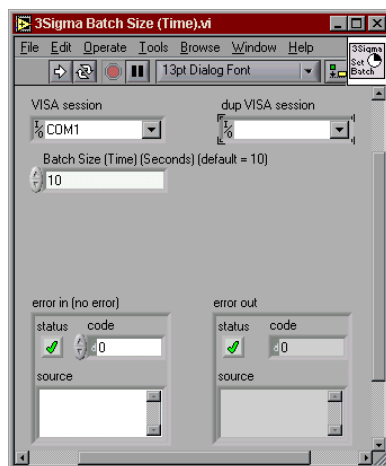 3Sigma Batch Size (Time).vi
File Edit Operate Tools Browse Window Help
3Sigma
Set
Batch
13pt Dialog Font
VISA session
dup VISA session
COM1
Batch Size (Time) (Seconds) (default = 10)
10
error in (no error)
error out
status code
status code
d 0
d 0
source
source